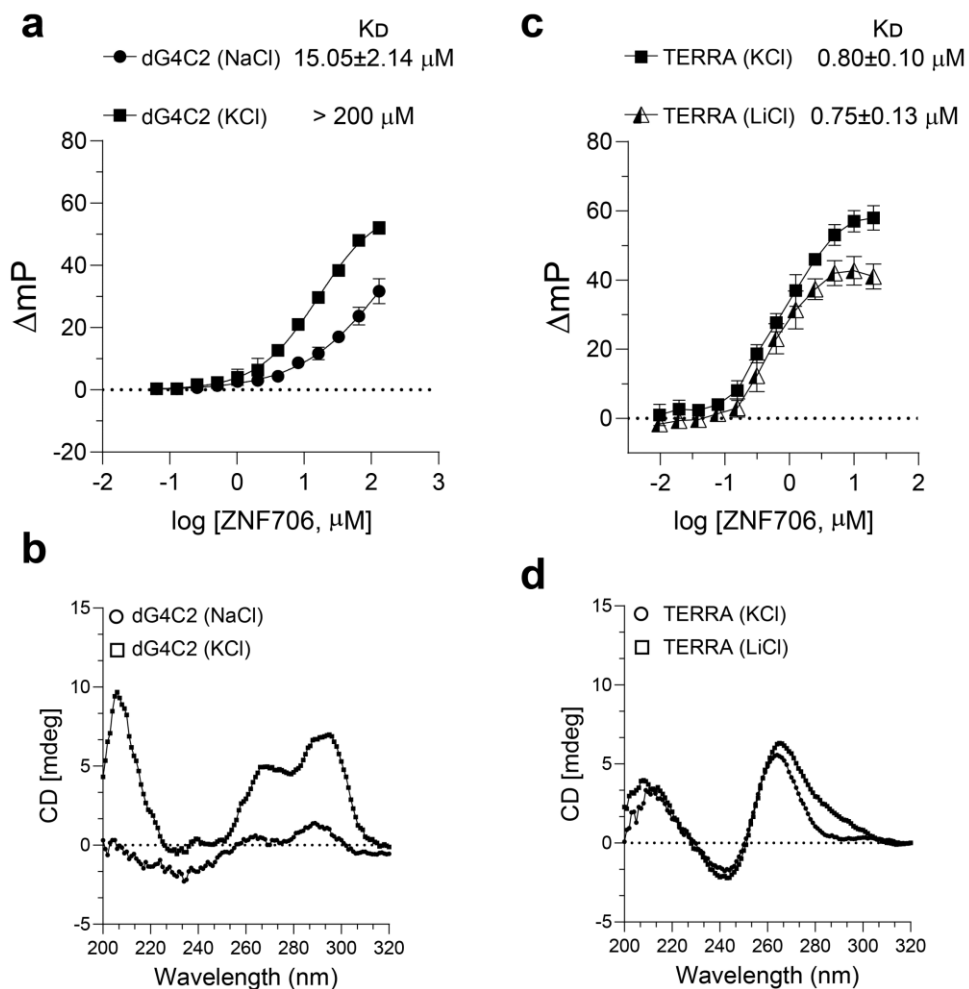 a
KD
dG4C2 (NaCl) 15.05±2.14 μM
dG4C2 (KCl) > 200 μM
60
40
20
0
-20
ΔmP
-2 -1 0 1 2 3
log [ZNF706, μM]
c
KD
TERRA (KCl) 0.80±0.10 μM
TERRA (LiCl) 0.75±0.13 μM
60
40
20
0
ΔmP
-2 -1 0 1 2
log [ZNF706, μM]
b
dG4C2 (NaCl)
dG4C2 (KCl)
15
10
5
0
-5
CD [mdeg]
200 220 240 260 280 300 320
Wavelength (nm)
d
TERRA (KCl)
TERRA (LiCl)
15
10
5
0
-5
CD [mdeg]
200 220 240 260 280 300 320
Wavelength (nm)